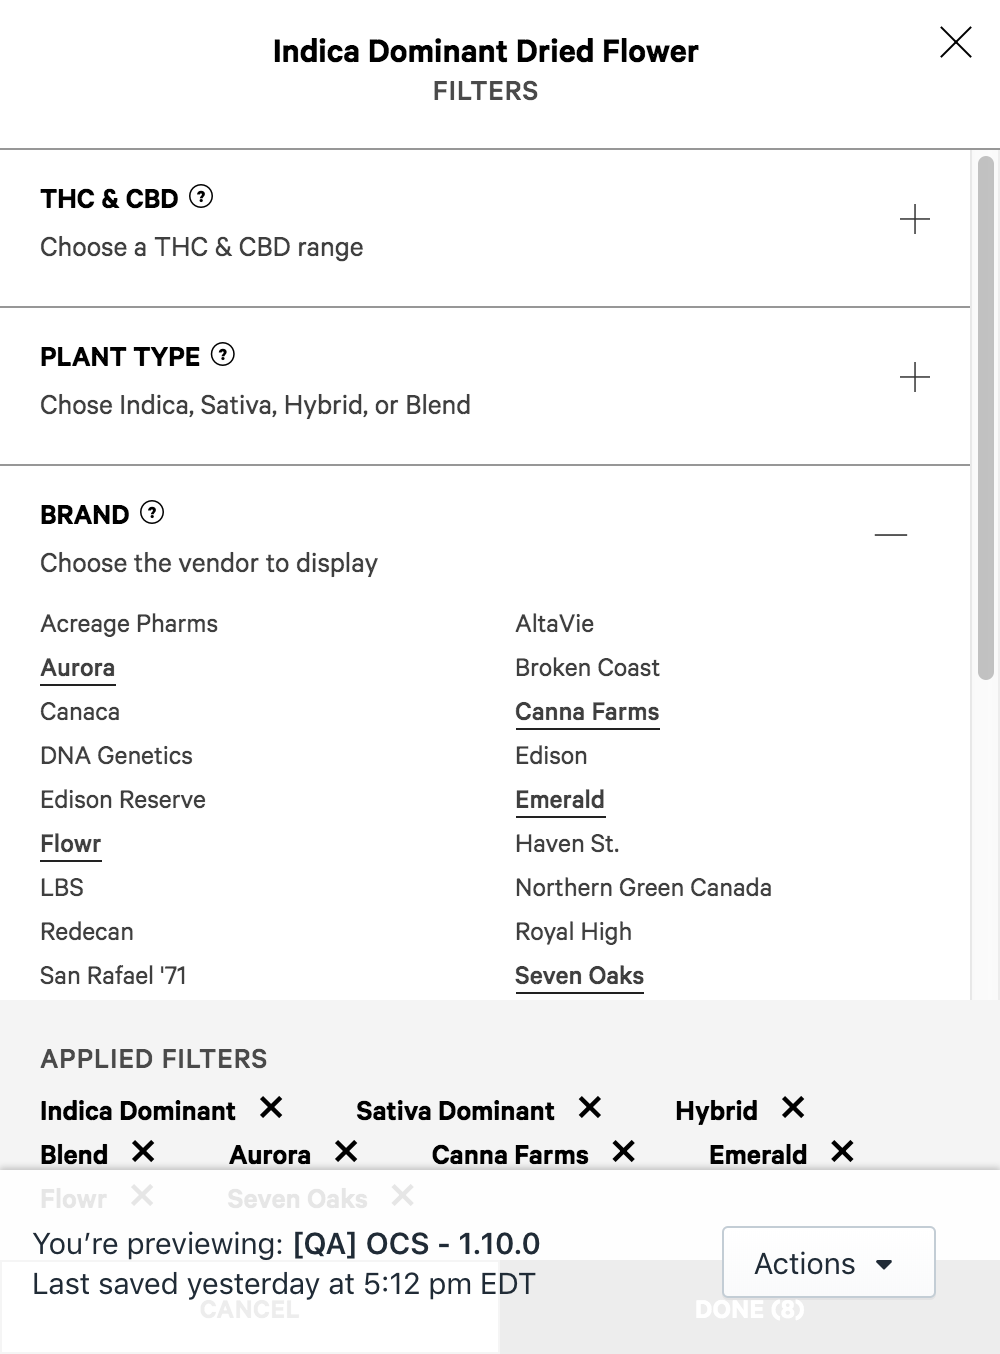 Indica Dominant Dried Flower
FILTERS
THC & CBD ?
Choose a THC & CBD range
PLANT TYPE ?
Chose Indica, Sativa, Hybrid, or Blend
BRAND ?
Choose the vendor to display
Acreage Pharms AltaVie
Aurora Broken Coast
Canaca Canna Farms
DNA Genetics Edison
Edison Reserve Emerald
Flowr Haven St.
LBS Northern Green Canada
Redecan Royal High
San Rafael '71 Seven Oaks
APPLIED FILTERS
Indica Dominant Sativa Dominant Hybrid
Blend Aurora Canna Farms Emerald
Flowr Seven Oaks
You’re previewing: [QA] OCS - 1.10.0
Last saved yesterday at 5:12 pm EDT
Actions
CANCEL DONE (8)